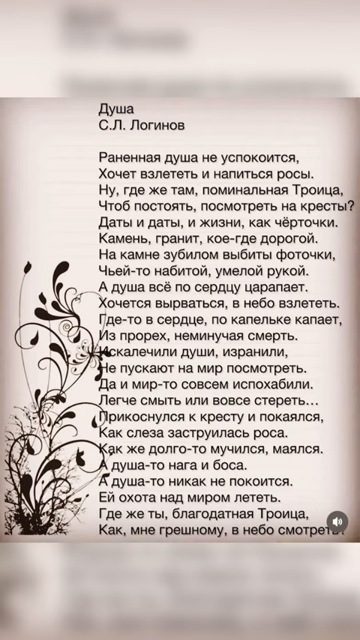 Душа
С.Л. Логинов
Раненная душа не успокоится,
Хочет взлететь и напиться росы.
Ну, где же там, поминальная Троица,
Чтоб постоять, посмотреть на кресты?
Даты и даты, и жизни, как чёрточки.
Камень, гранит, кое-где дорогой.
На камне зубилом выбиты фоточки,
Чьей-то набитой, умелой рукой.
А душа всё по сердцу царапает.
Хочется вырваться, в небо взлететь.
Где-то в сердце, по капельке капает,
Из прорех, неминучая смерть.
Искалечили души, изранили,
Не пускают на мир посмотреть.
Да и мир-то совсем испохабили.
Легче смыть или вовсе стереть...
Прикоснулся к кресту и покаялся,
Как слеза заструилась роса.
Как же долго-то мучился, маялся.
А душа-то нага и боса.
А душа-то никак не покоится.
Ей охота над миром лететь.
Где же ты, благодатная Троица,
Как, мне грешному, в небо смотреть?